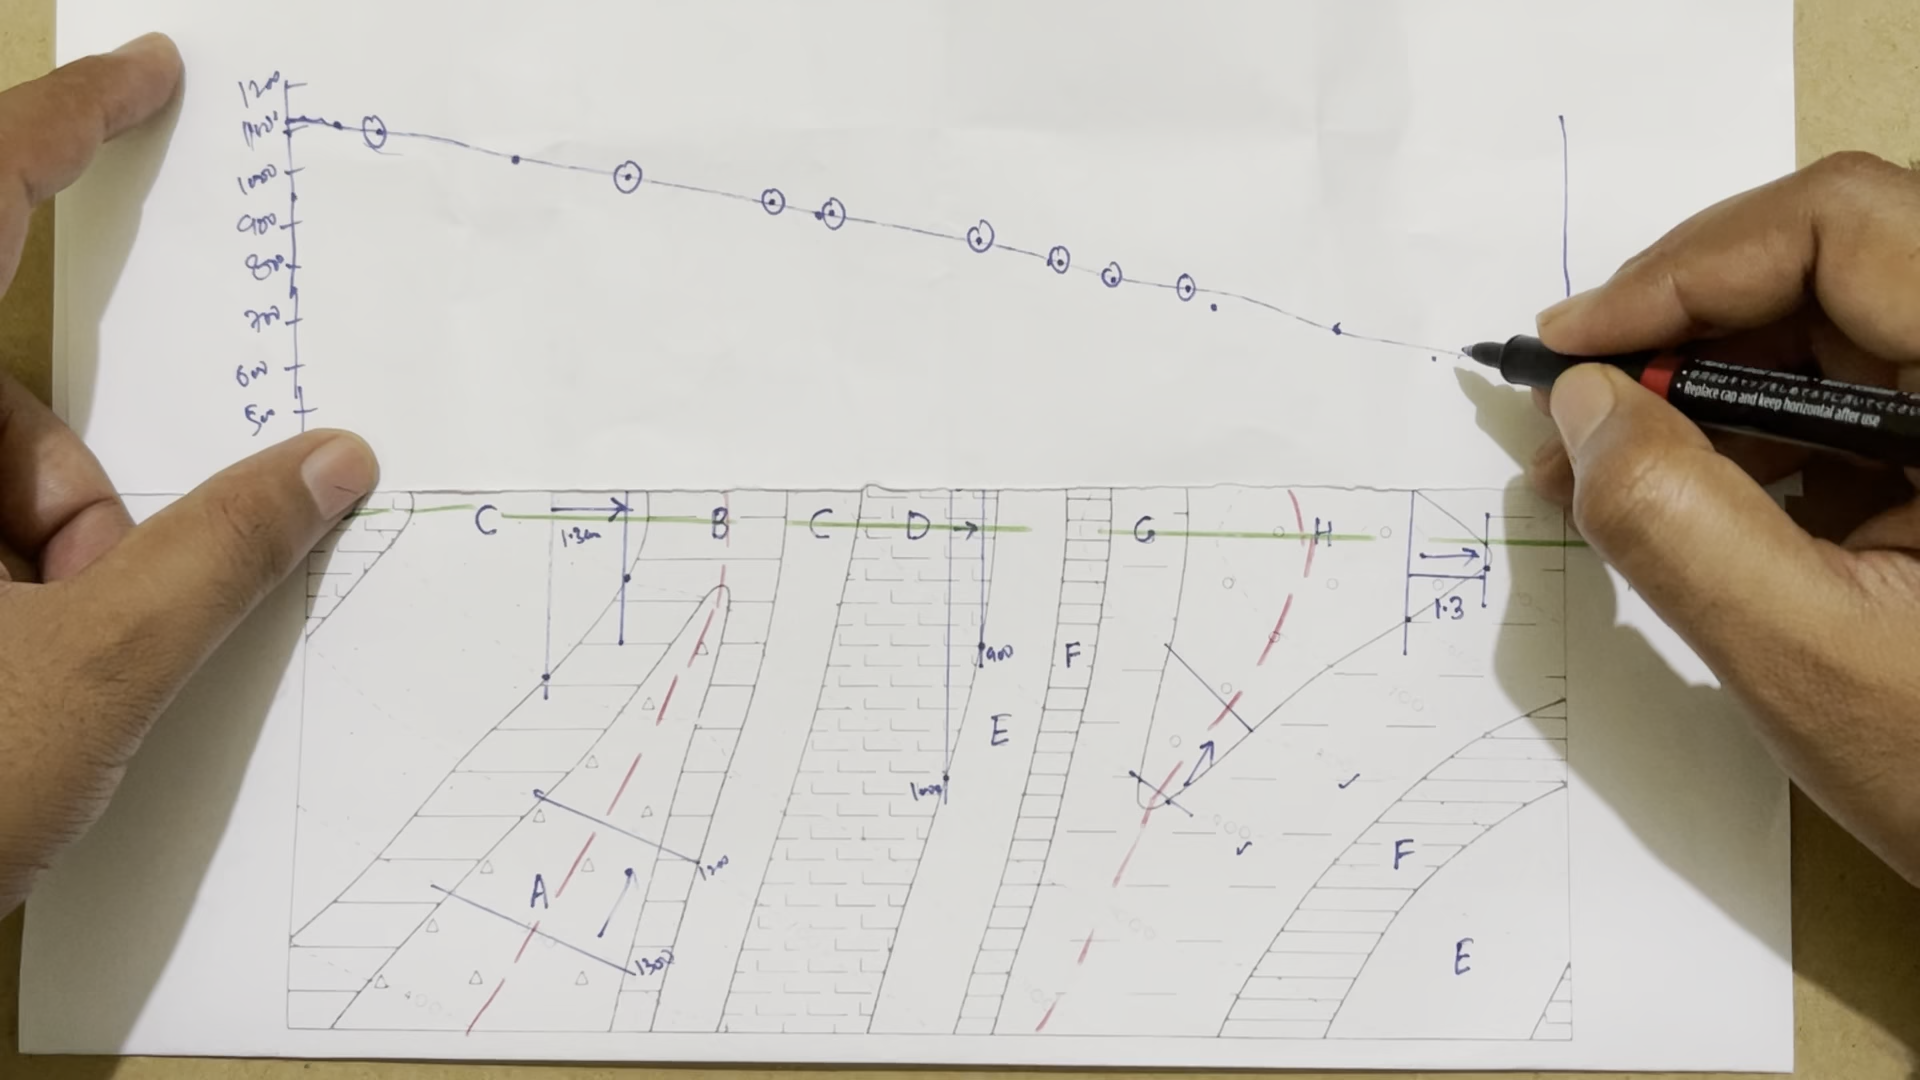 1200
1100
1000
900
800
700
600
500
• Replace cap and keep horizontal after use
C
B
C
D
G
H
1.3cm
1.3
900
F
E
1000
F
A
1200
1300
E